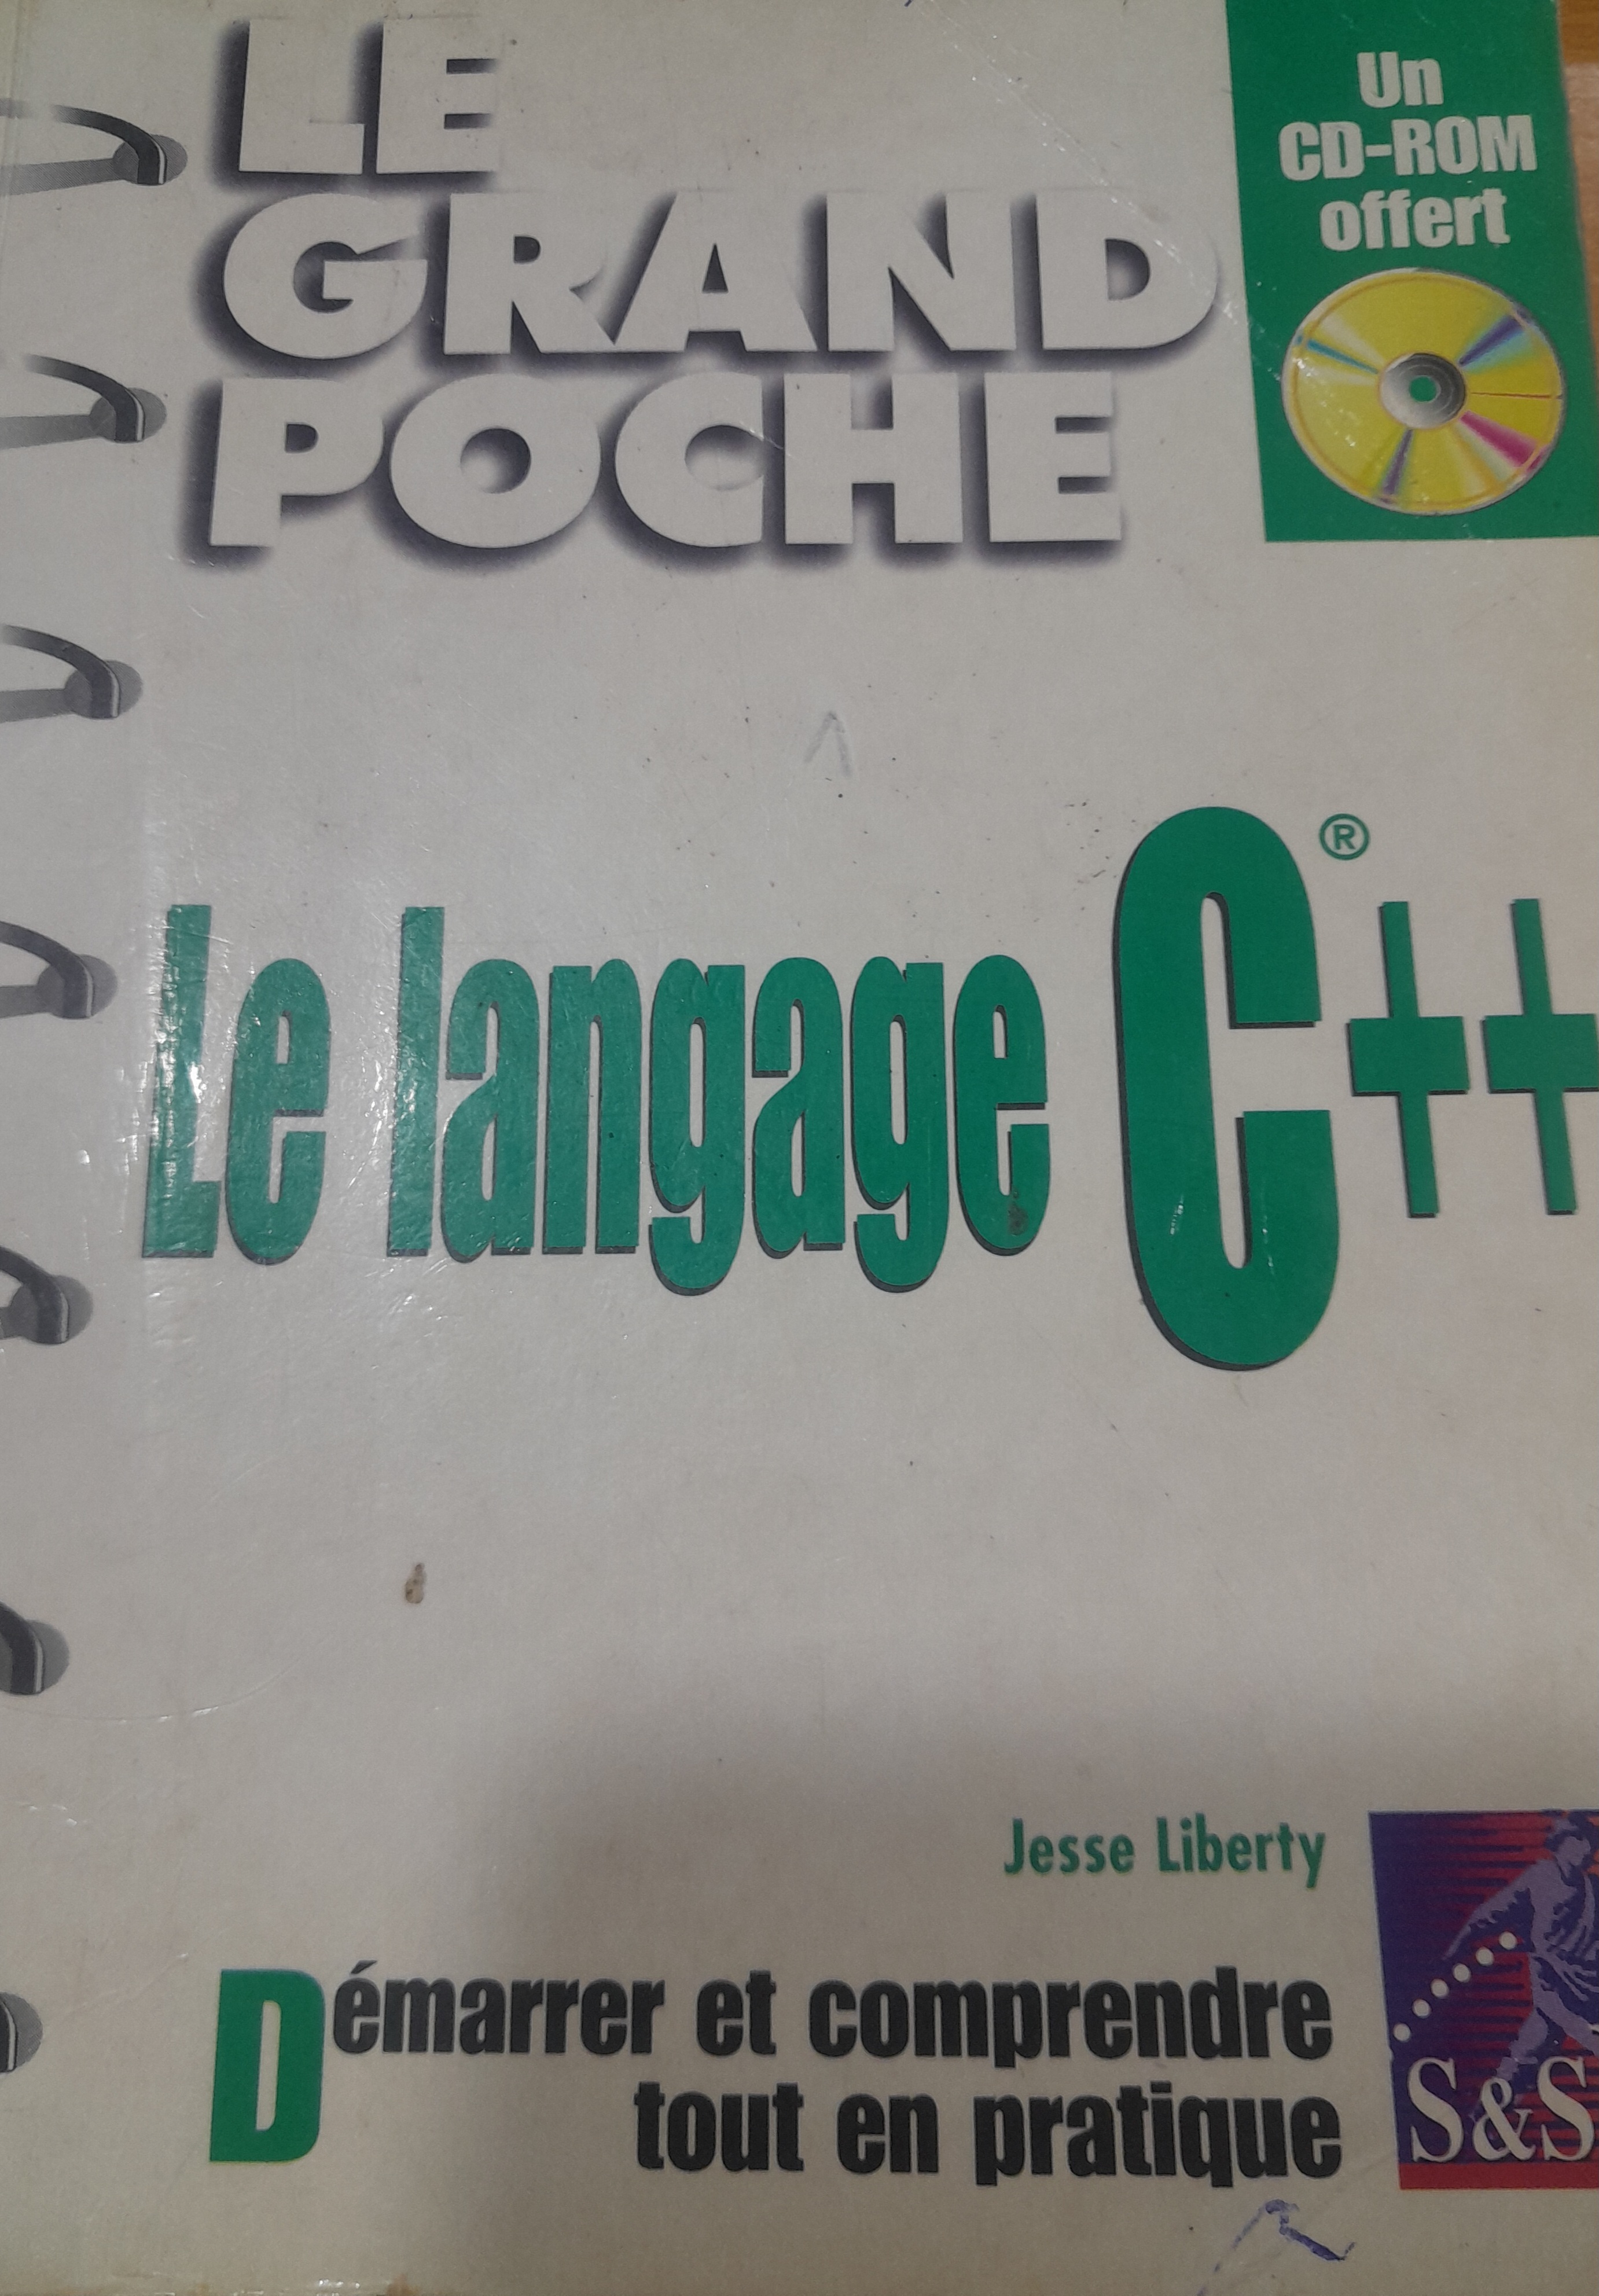 LE
GRAND
POCHE
Un
CD-ROM
offert
Le langage C®++
Jesse Liberty
Démarrer et comprendre
tout en pratique
S&S